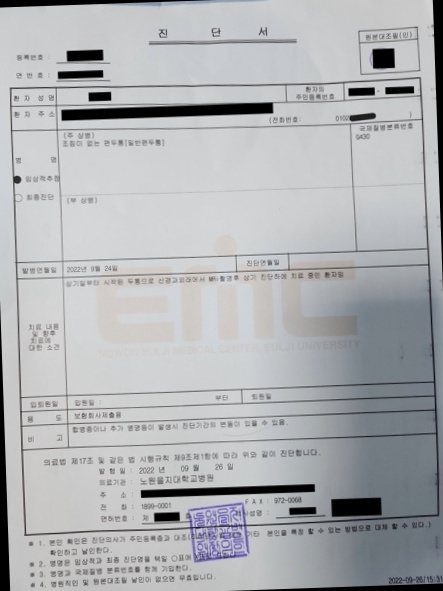 진 단 서
원본대조필(인)
등록번호 :
연 번 호 :
환 자 성 명
환 자 의
주민등록번호
환 자 주 소
(전화번호: 010 )
(주 상병)
국제질병분류번호
조짐이 없는 편두통[일반편두통]
G430
병 명
● 임상적추정
○ 최종진단
(부 상병)
발병연월일 2022년 9월 24일 진단연월일
상기일부터 시작된 두통으로 신경과외래에서 상기 진단하에 치료 중인 환자임
치료 내용
및 향후
치료에
대한 소견
EMC
입퇴원일 입원일 : 부터 퇴원일
용 도 보험회사제출용
비 고 합병증이나 추가 병명등이 발생시 진단기간의 변동이 있을 수 있음.
의료법 제17조 및 같은 법 시행규칙 제9조제1항에 따라 위와 같이 진단합니다.
발 행 일 : 2022 년 09 월 26 일
의료기관 : 노원을지대학교병원
주 소 :
전 화 : 1899-0001 FAX : 972-0068
면허번호 : 제 호 의사성명 :
* 1. 본인 확인은 진단의사가 주민등록증과 대조( 기타 본인을 특정 할 수 있는 방법으로 대체 할 수 있다.)
확인하고 날인한다.
* 2. 병명은 임상적과 최종 진단명을 택일 ○표에
* 3. 병명과 국제질병 분류번호를 함께 기입한다.
* 4. 병원직인 및 원본대조필 날인이 없으면 무효입니다.
2022-09-26/15:31